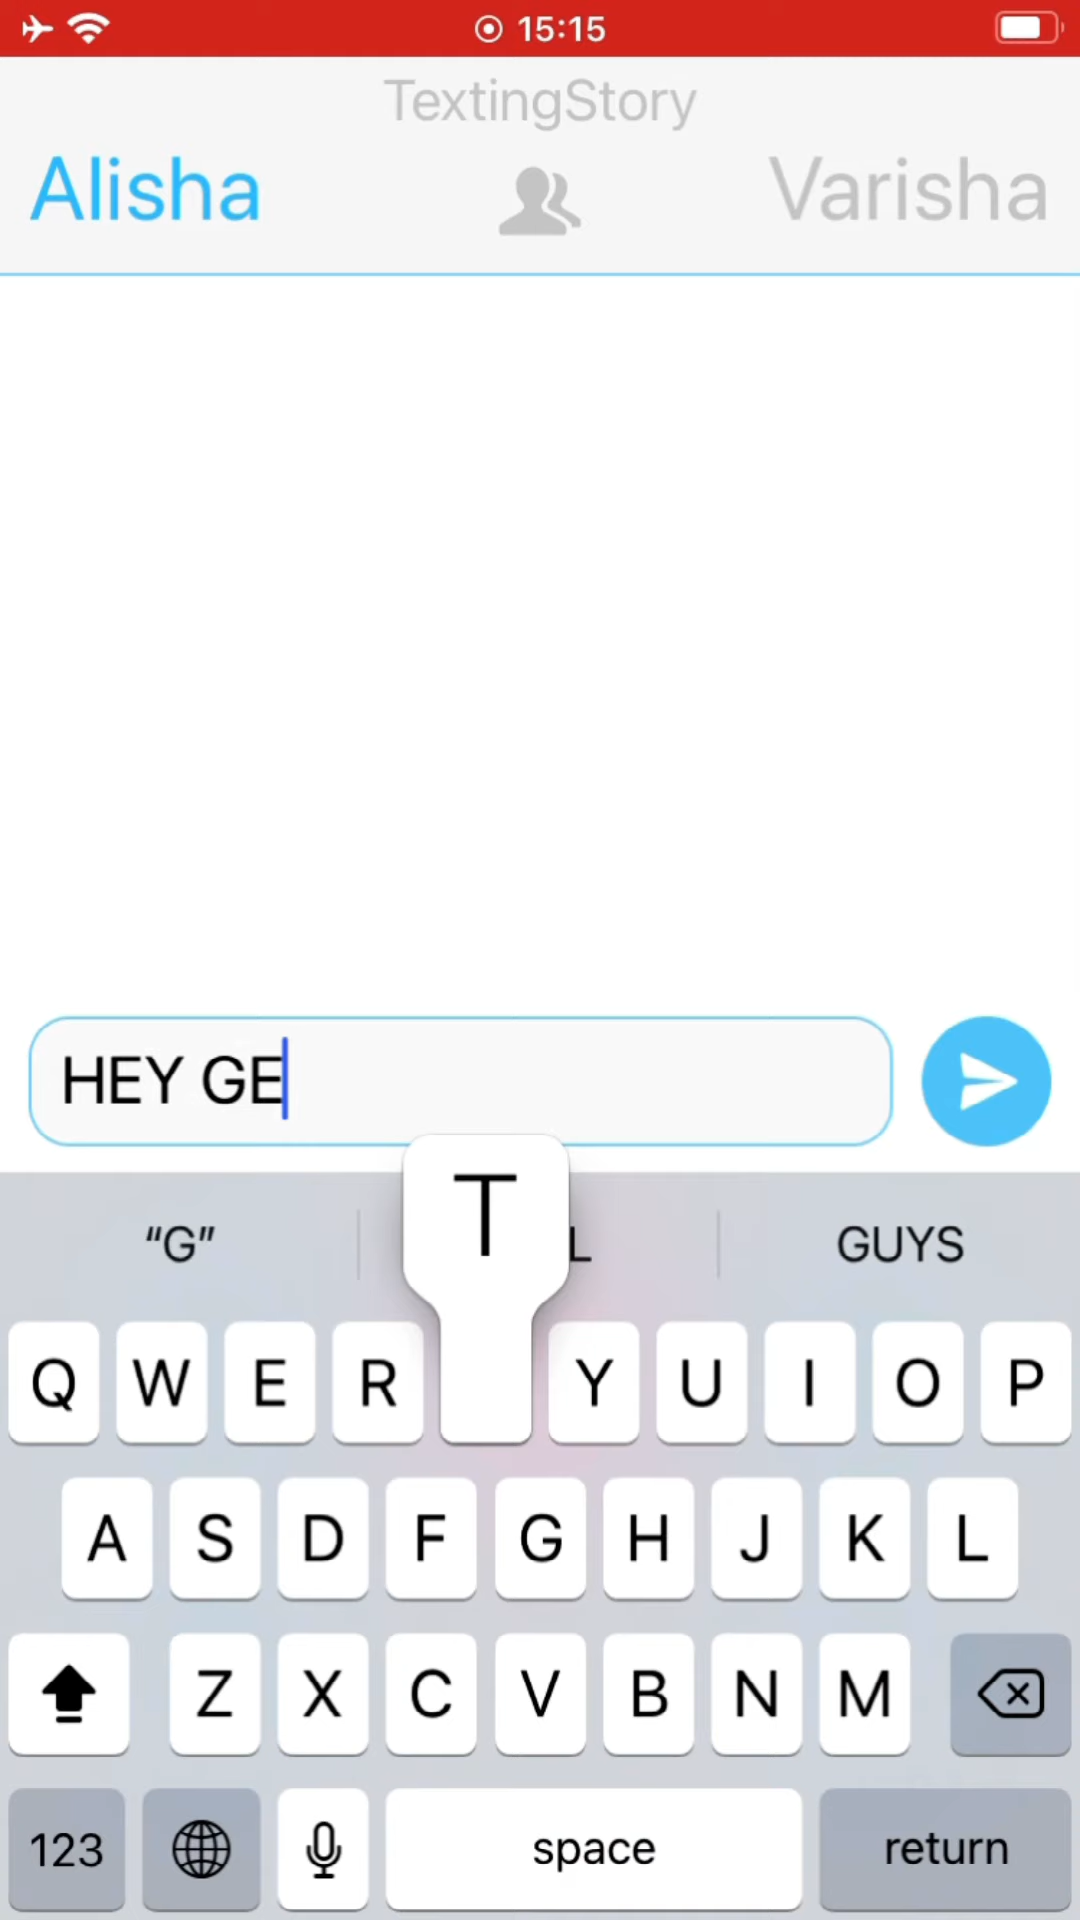 15:15
TextingStory
Alisha Varisha
HEY GE
T
“G” GUYS
Q W E R Y U I O P
A S D F G H J K L
Z X C V B N M
123 space return